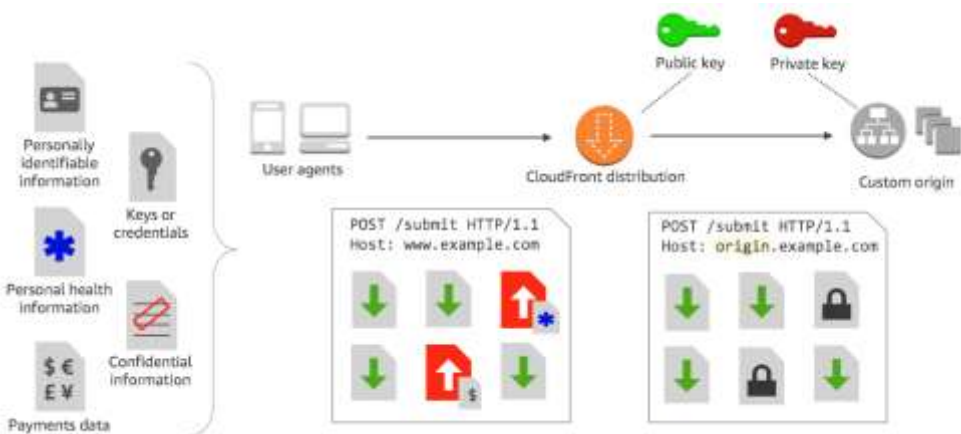 Public key
Private key
Personally
identifiable
information
Keys or
credentials
Personal health
information
Confidential
information
$ €
£ ¥
Payments data
User agents
CloudFront distribution
Custom origin
POST /submit HTTP/1.1
Host: www.example.com
$
POST /submit HTTP/1.1
Host: origin.example.com